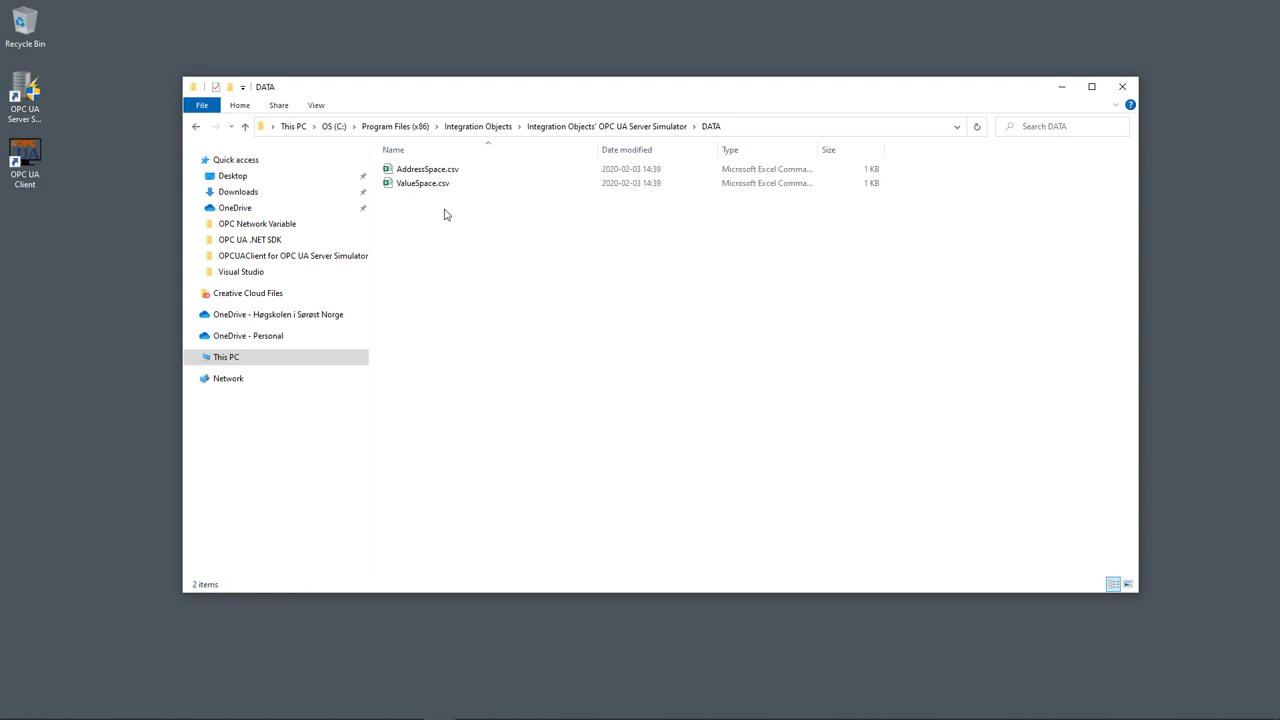 Recycle Bin
OPC UA
Server S...
OPC UA
Client
DATA
File Home Share View
This PC OS (C:) Program Files (x86) Integration Objects Integration Objects' OPC UA Server Simulator DATA
Search DATA
Name Date modified Type Size
AddressSpace.csv 2020-02-03 14:39 Microsoft Excel Comma... 1 KB
ValueSpace.csv 2020-02-03 14:39 Microsoft Excel Comma... 1 KB
Quick access
Desktop
Downloads
OneDrive
OPC Network Variable
OPC UA .NET SDK
OPCUAClient for OPC UA Server Simulator
Visual Studio
Creative Cloud Files
OneDrive - Høgskolen i Sørøst Norge
OneDrive - Personal
This PC
Network
2 items